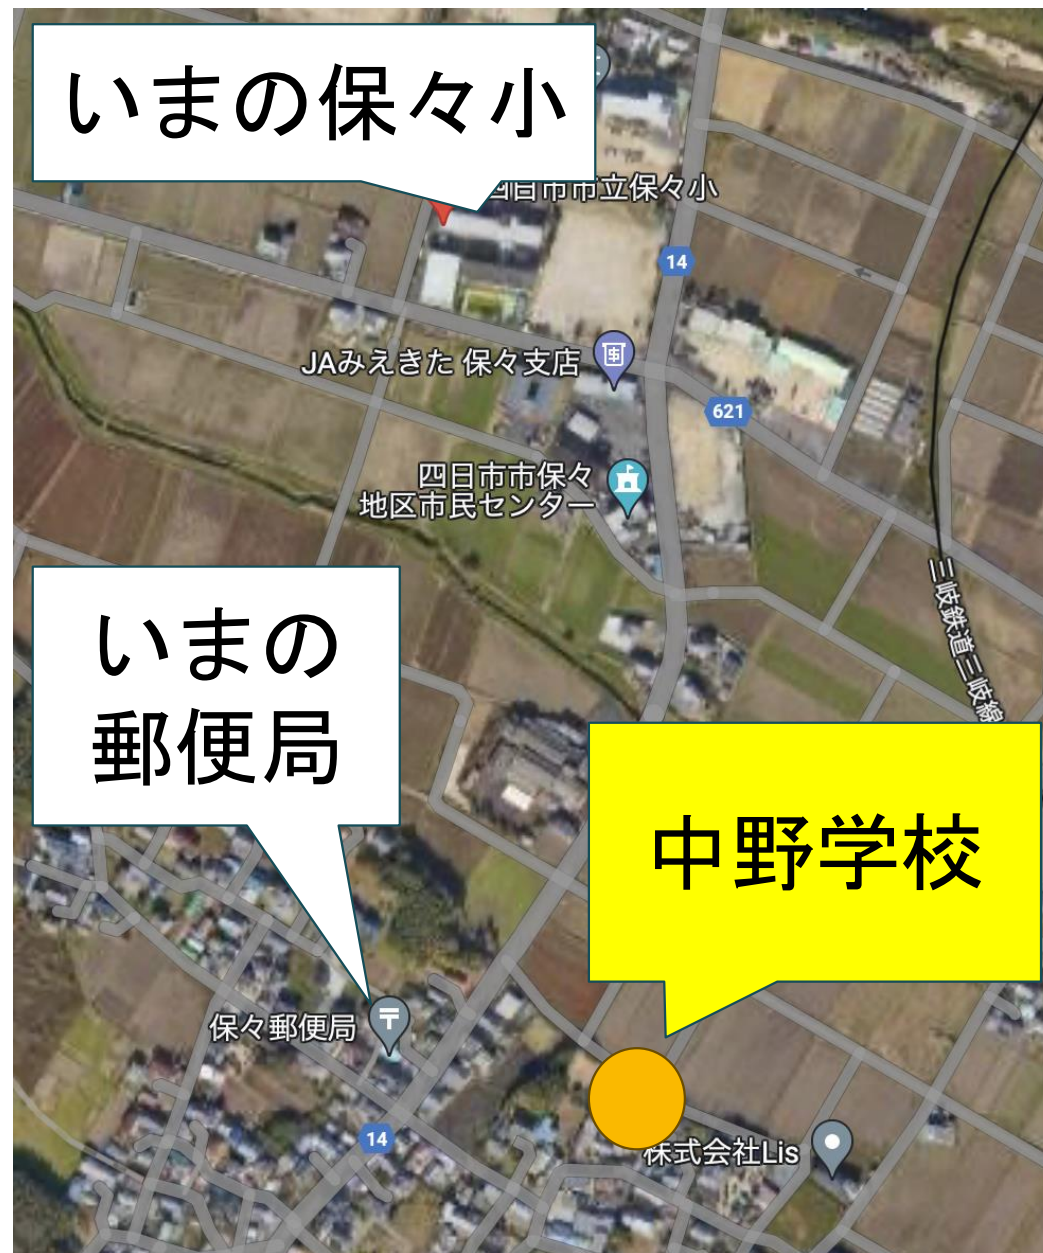 いまの保々小
四日市市立保々小
14
JAみえきた 保々支店
621
四日市市保々
地区市民センター
三岐鉄道三岐線
いまの
郵便局
中野学校
保々郵便局
14
株式会社Lis